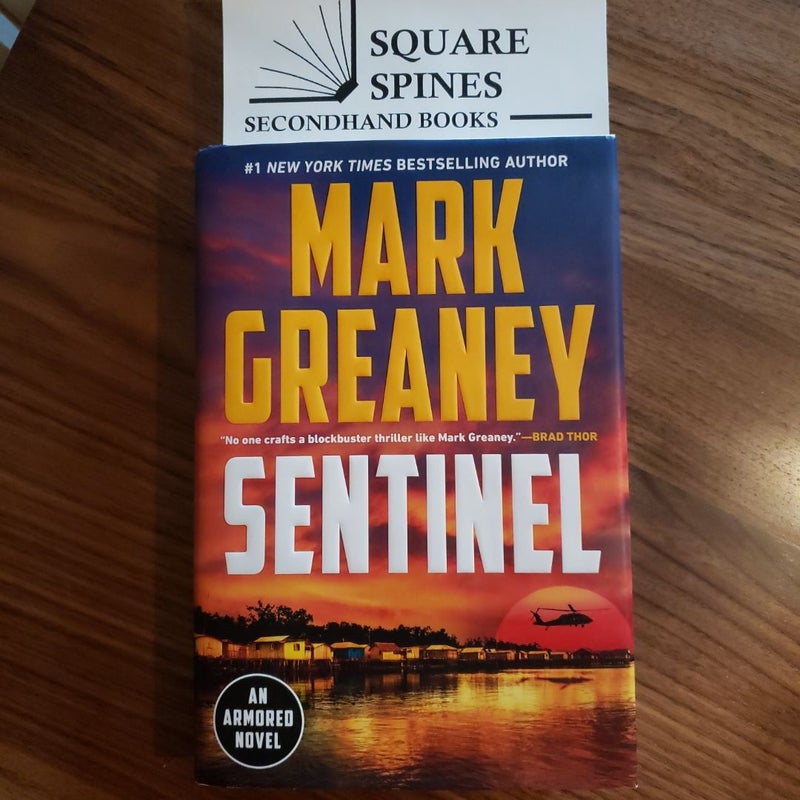 SQUARE
SPINES
SECONDHAND BOOKS
#1 NEW YORK TIMES BESTSELLING AUTHOR
MARK
GREANEY
"No one crafts a blockbuster thriller like Mark Greaney."—BRAD THOR
SENTINEL
AN
ARMORED
NOVEL